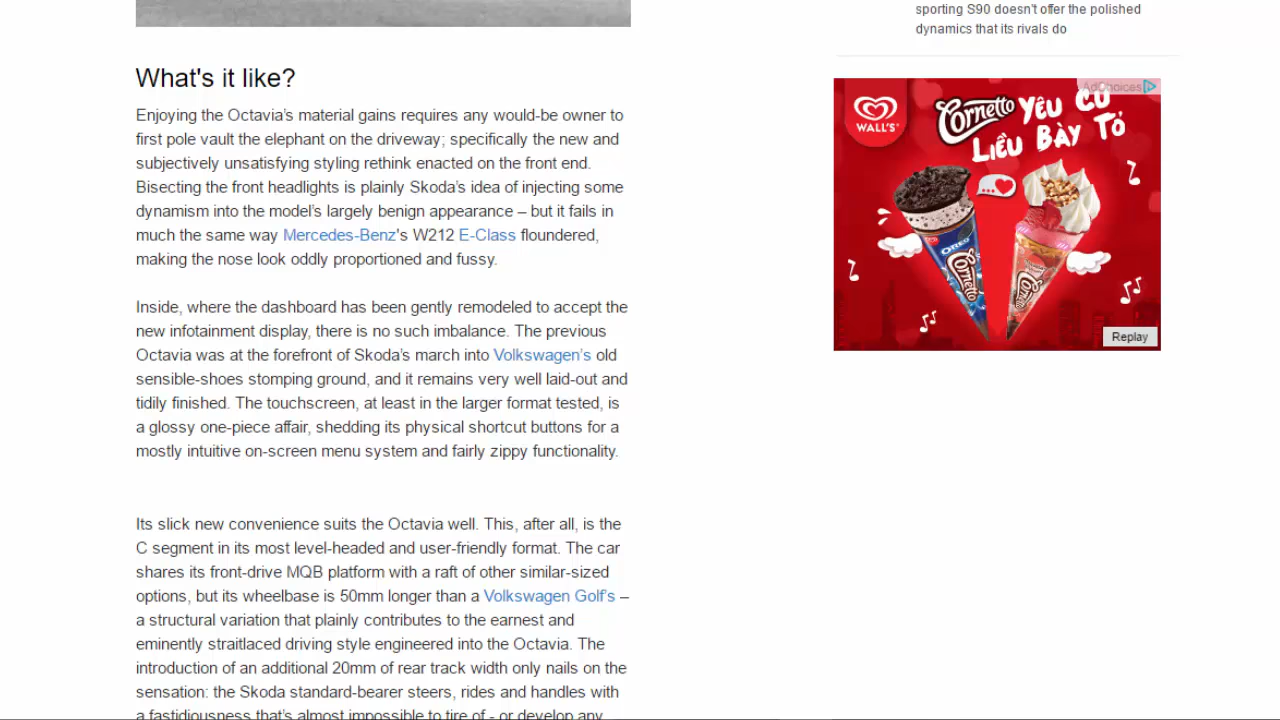 sporting S90 doesn't offer the polished
dynamics that its rivals do
What's it like?
Enjoying the Octavia’s material gains requires any would-be owner to
first pole vault the elephant on the driveway; specifically the new and
subjectively unsatisfying styling rethink enacted on the front end.
Bisecting the front headlights is plainly Skoda’s idea of injecting some
dynamism into the model’s largely benign appearance – but it fails in
much the same way Mercedes-Benz's W212 E-Class floundered,
making the nose look oddly proportioned and fussy.
Inside, where the dashboard has been gently remodeled to accept the
new infotainment display, there is no such imbalance. The previous
Octavia was at the forefront of Skoda’s march into Volkswagen’s old
sensible-shoes stomping ground, and it remains very well laid-out and
tidily finished. The touchscreen, at least in the larger format tested, is
a glossy one-piece affair, shedding its physical shortcut buttons for a
mostly intuitive on-screen menu system and fairly zippy functionality.
Its slick new convenience suits the Octavia well. This, after all, is the
C segment in its most level-headed and user-friendly format. The car
shares its front-drive MQB platform with a raft of other similar-sized
options, but its wheelbase is 50mm longer than a Volkswagen Golf’s –
a structural variation that plainly contributes to the earnest and
eminently straitlaced driving style engineered into the Octavia. The
introduction of an additional 20mm of rear track width only nails on the
sensation: the Skoda standard-bearer steers, rides and handles with
a fastidiousness that’s almost impossible to tire of - or develop any
AdChoices
WALL'S
Cornetto YÊU CỰ
LIỀU BÀY TỎ
OREO
Cornetto
Cornetto
Replay